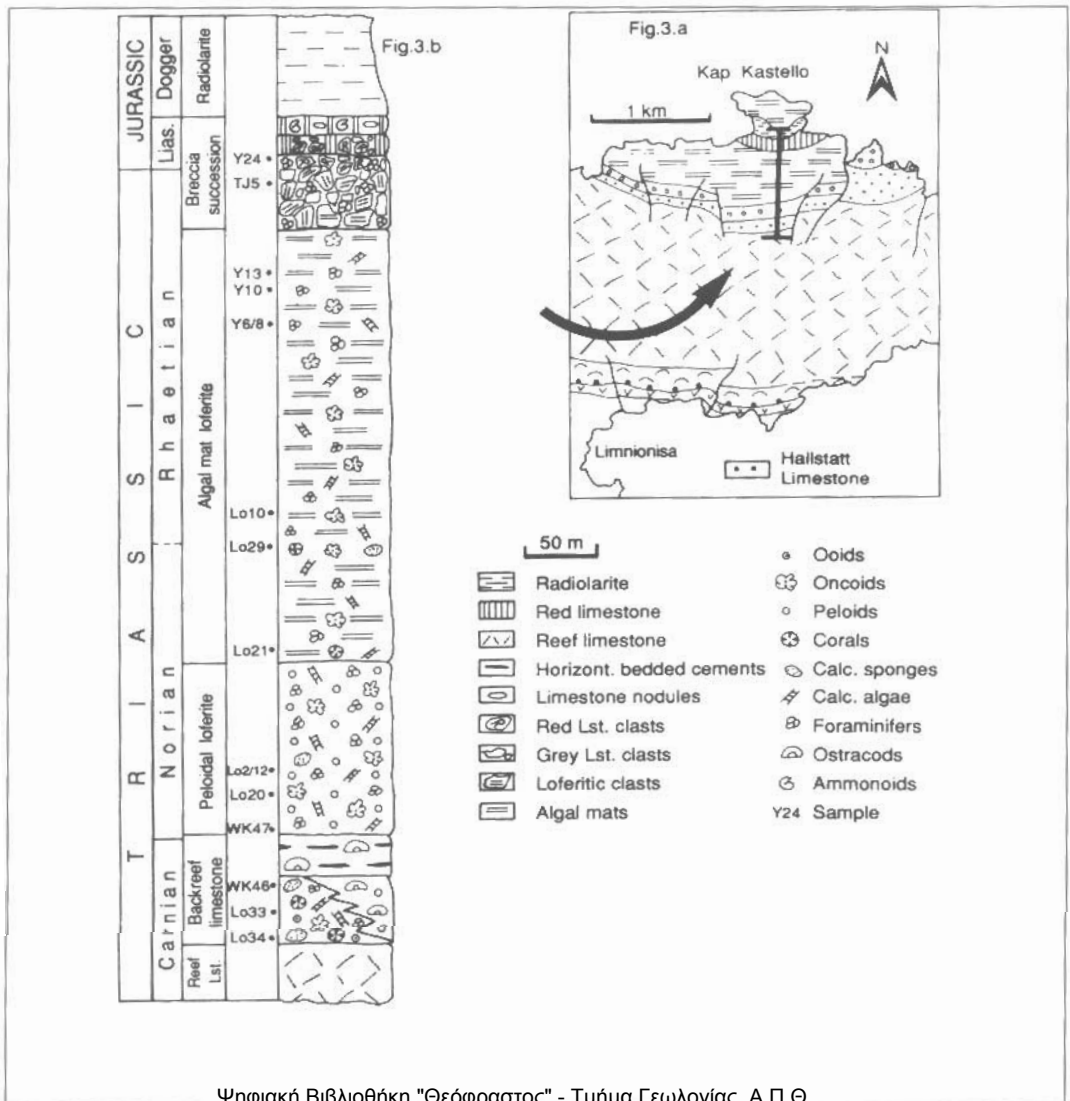 Fig.3.b
JURASSIC
TRIASSIC
Dogger
Lias.
Rhaetian
Norian
Carnian
Radiolarite
Breccia succession
Algal mat loferite
Peloidal loferite
Backreef limestone
Reef Lst.
Y24
TJ5
Y13
Y10
Y6/8
Lo10
Lo29
Lo21
Lo2/12
Lo20
WK47
WK46
Lo33
Lo34
Fig.3.a
Kap Kastello
N
1 km
Limnionisa
Hallstatt
Limestone
50 m
Radiolarite
Red limestone
Reef limestone
Horizont. bedded cements
Limestone nodules
Red Lst. clasts
Grey Lst. clasts
Loferitic clasts
Algal mats
Ooids
Oncoids
Peloids
Corals
Calc. sponges
Calc. algae
Foraminifers
Ostracods
Ammonoids
Y24 Sample
Ψηφιακή Βιβλιοθήκη "Θεόφραστος" - Τμήμα Γεωλογίας. Α.Π.Θ.